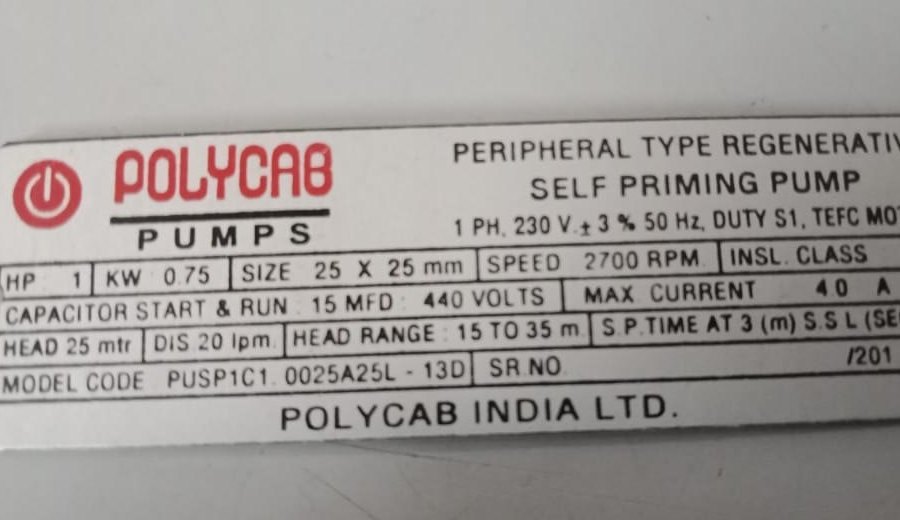 POLYCAB
PUMPS
PERIPHERAL TYPE REGENERATIV
SELF PRIMING PUMP
1 PH, 230 V ± 3 % 50 Hz, DUTY S1, TEFC MOT
HP 1 KW 0.75 SIZE 25 X 25 mm SPEED 2700 RPM INSL. CLASS
CAPACITOR START & RUN : 15 MFD : 440 VOLTS MAX CURRENT 4 0 A
HEAD 25 mtr DIS 20 lpm. HEAD RANGE : 15 TO 35 m. S.P.TIME AT 3 (m) S.S L (SE
MODEL CODE PUSP1C1. 0025A25L - 13D SR NO. /201
POLYCAB INDIA LTD.